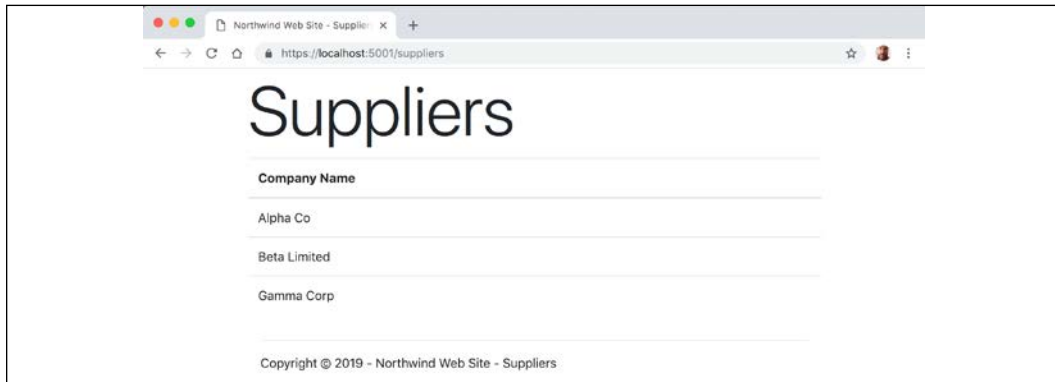 Northwind Web Site - Supplier
https://localhost:5001/suppliers
Suppliers
Company Name
Alpha Co
Beta Limited
Gamma Corp
Copyright © 2019 - Northwind Web Site - Suppliers